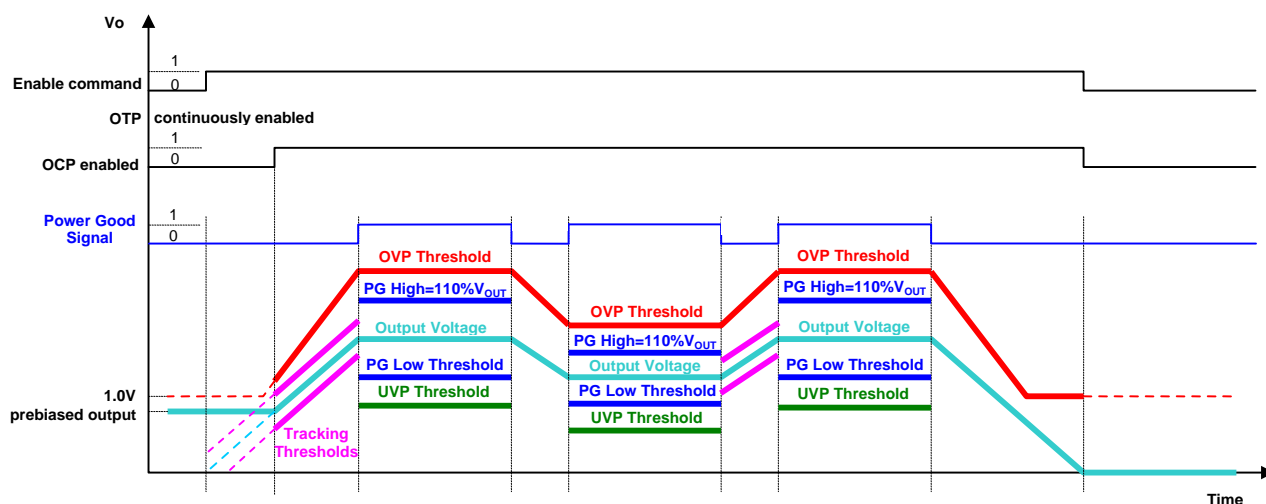 Vo
1
Enable command
0
OTP continuously enabled
1
OCP enabled
0
Power Good
Signal
1
0
OVP Threshold
OVP Threshold
OVP Threshold
PG High=110%VOUT
PG High=110%VOUT
PG High=110%VOUT
Output Voltage
Output Voltage
Output Voltage
PG Low Threshold
PG Low Threshold
PG Low Threshold
UVP Threshold
UVP Threshold
UVP Threshold
1.0V
prebiased output
Tracking
Thresholds
Time